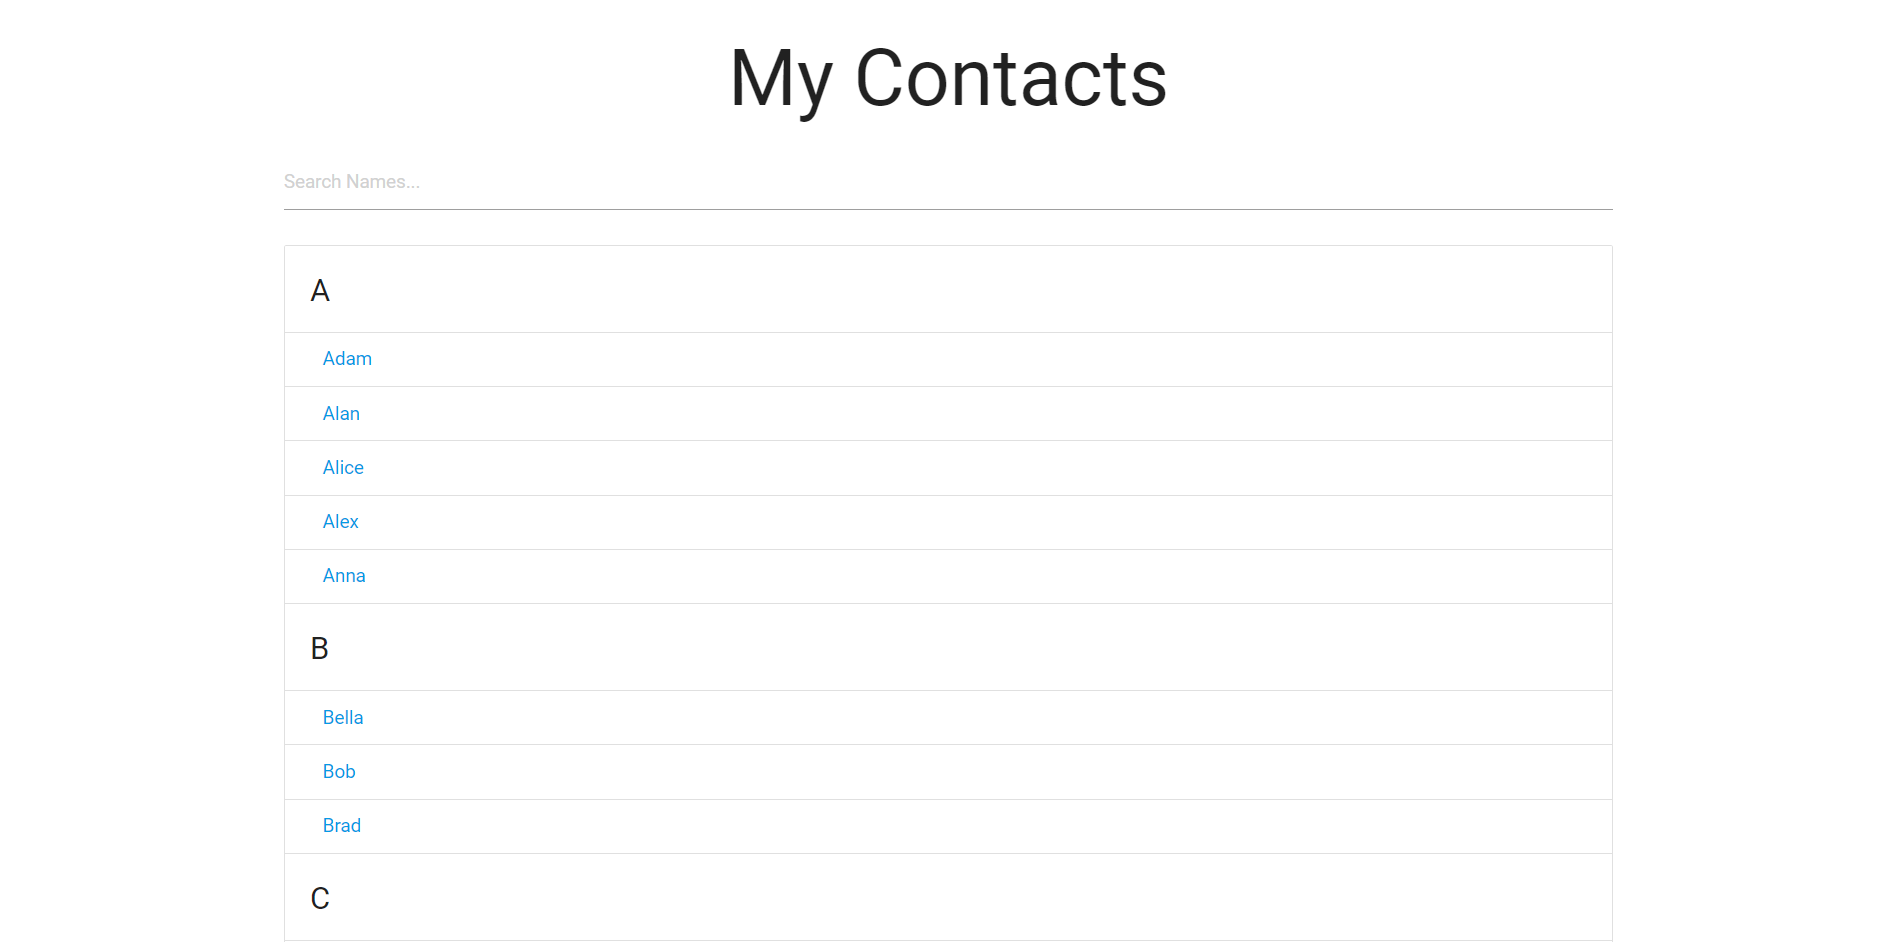 My Contacts
Search Names...
A
Adam
Alan
Alice
Alex
Anna
B
Bella
Bob
Brad
C